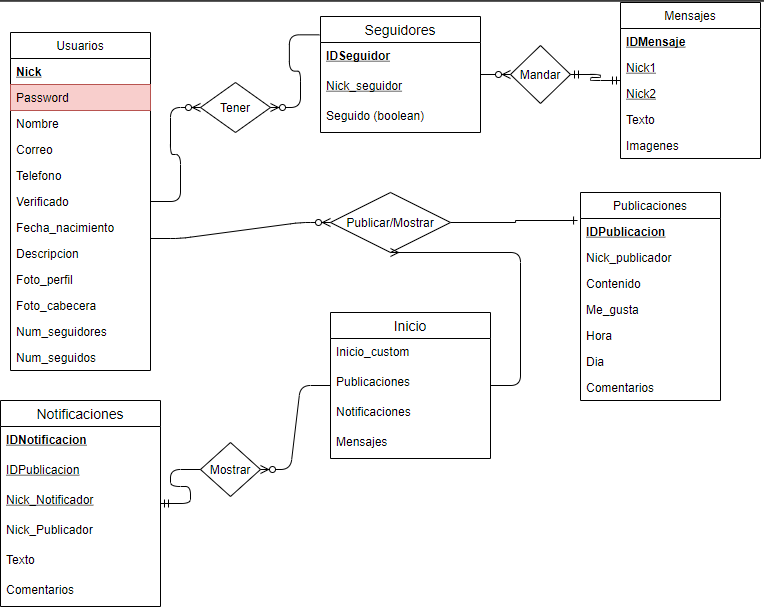 Usuarios
Nick
Password
Nombre
Correo
Telefono
Verificado
Fecha_nacimiento
Descripcion
Foto_perfil
Foto_cabecera
Num_seguidores
Num_seguidos
Tener
Seguidores
IDSeguidor
Nick_seguidor
Seguido (boolean)
Mandar
Mensajes
IDMensaje
Nick1
Nick2
Texto
Imagenes
Publicar/Mostrar
Publicaciones
IDPublicacion
Nick_publicador
Contenido
Me_gusta
Hora
Dia
Comentarios
Inicio
Inicio_custom
Publicaciones
Notificaciones
Mensajes
Mostrar
Notificaciones
IDNotificacion
IDPublicacion
Nick_Notificador
Nick_Publicador
Texto
Comentarios